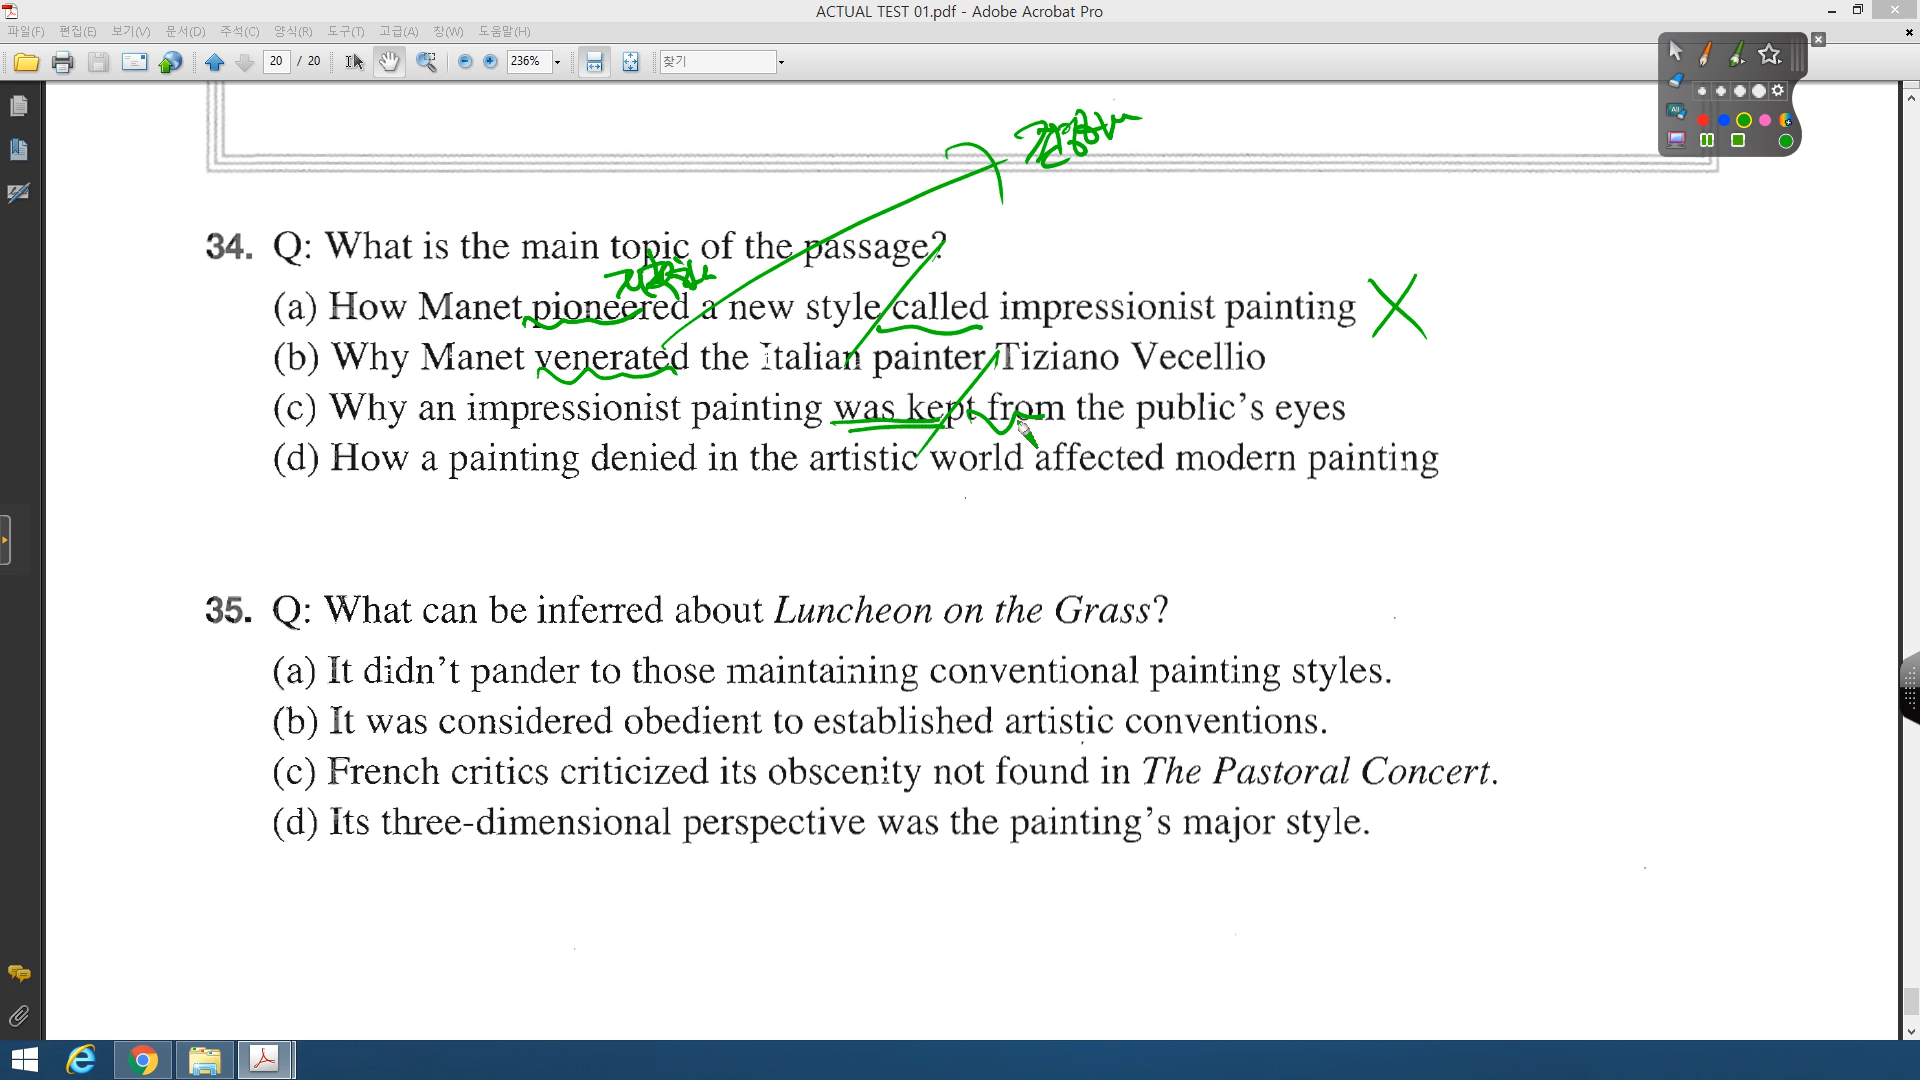 ACTUAL TEST 01.pdf - Adobe Acrobat Pro
파일(F) 편집(E) 보기(V) 문서(D) 주석(C) 양식(R) 도구(T) 고급(A) 창(W) 도움말(H)
20 / 20 236% 찾기
All
34. Q: What is the main topic of the passage?
(a) How Manet pioneered a new style called impressionist painting
(b) Why Manet venerated the Italian painter Tiziano Vecellio
(c) Why an impressionist painting was kept from the public's eyes
(d) How a painting denied in the artistic world affected modern painting
35. Q: What can be inferred about Luncheon on the Grass?
(a) It didn't pander to those maintaining conventional painting styles.
(b) It was considered obedient to established artistic conventions.
(c) French critics criticized its obscenity not found in The Pastoral Concert.
(d) Its three-dimensional perspective was the painting's major style.